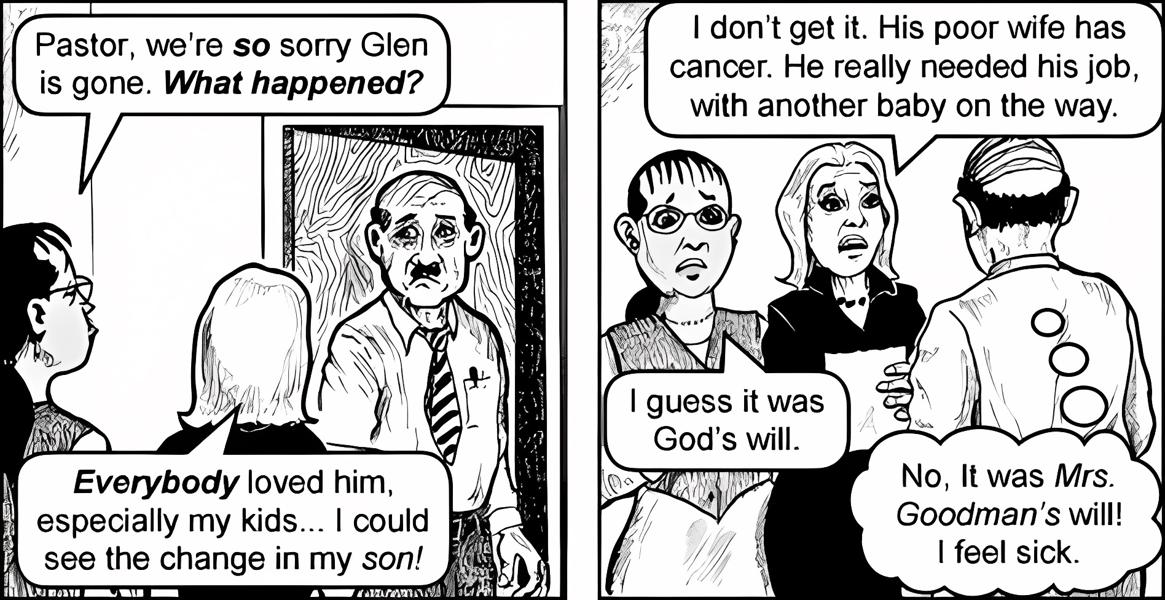 Pastor, we're so sorry Glen
is gone. What happened?
Everybody loved him,
especially my kids... I could
see the change in my son!
I don't get it. His poor wife has
cancer. He really needed his job,
with another baby on the way.
I guess it was
God's will.
No, It was Mrs.
Goodman's will!
I feel sick.